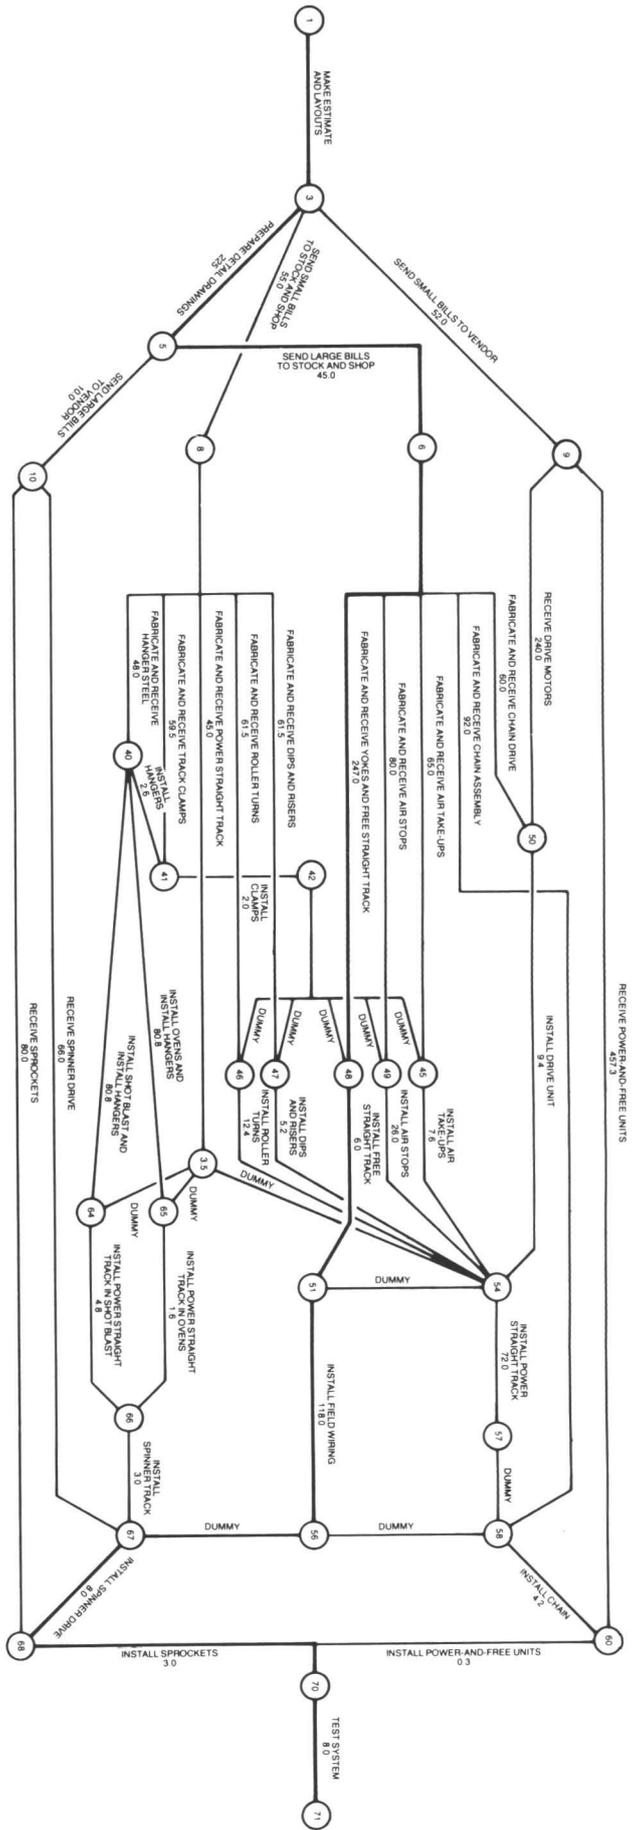 1
MAKE ESTIMATE
AND LAYOUTS
3
PREPARE DETAIL DRAWINGS
225
SEND SMALL BILLS
TO STOCK AND SHOP
55.0
SEND SMALL BILLS TO VENDOR
52.0
5
SEND LARGE BILLS
TO STOCK AND SHOP
45.0
SEND LARGE BILLS
TO VENDOR
10.0
10
8
6
9
FABRICATE AND RECEIVE
HANGER STEEL
48.0
FABRICATE AND RECEIVE TRACK CLAMPS
59.5
FABRICATE AND RECEIVE POWER STRAIGHT TRACK
45.0
FABRICATE AND RECEIVE ROLLER TURNS
61.5
FABRICATE AND RECEIVE DIPS AND RISERS
61.5
FABRICATE AND RECEIVE YOKES AND FREE STRAIGHT TRACK
247.0
FABRICATE AND RECEIVE AIR STOPS
80.0
FABRICATE AND RECEIVE AIR TAKE-UPS
65.0
FABRICATE AND RECEIVE CHAIN ASSEMBLY
92.0
FABRICATE AND RECEIVE CHAIN DRIVE
60.0
RECEIVE DRIVE MOTORS
240.0
RECEIVE POWER-AND-FREE UNITS
457.3
40
INSTALL
HANGERS
2.6
41
INSTALL
CLAMPS
2.0
42
50
INSTALL DRIVE UNIT
9.4
RECEIVE SPROCKETS
80.0
RECEIVE SPINNER DRIVE
66.0
INSTALL SHOT BLAST AND
INSTALL HANGERS
80.8
INSTALL OVENS AND
INSTALL HANGERS
80.8
DUMMY
DUMMY
DUMMY
DUMMY
DUMMY
46
47
48
49
45
INSTALL ROLLER
TURNS
12.4
INSTALL DIPS
AND RISERS
5.2
INSTALL FREE
STRAIGHT TRACK
6.0
INSTALL AIR STOPS
26.0
INSTALL AIR
TAKE-UPS
7.6
3.5
DUMMY
DUMMY
DUMMY
64
65
INSTALL POWER STRAIGHT
TRACK IN SHOT BLAST
4.8
INSTALL POWER STRAIGHT
TRACK IN OVENS
1.6
51
DUMMY
54
INSTALL FIELD WIRING
118.0
INSTALL POWER
STRAIGHT TRACK
72.0
66
57
INSTALL
SPINNER TRACK
3.0
DUMMY
67
DUMMY
56
DUMMY
58
INSTALL SPINNER DRIVE
8.0
INSTALL CHAIN
4.2
68
INSTALL SPROCKETS
3.0
INSTALL POWER-AND-FREE UNITS
0.3
60
70
TEST SYSTEM
8.0
71